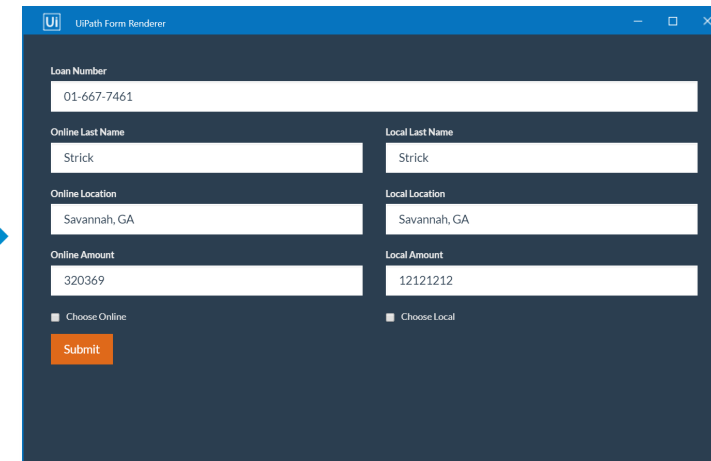 Ui UiPath Form Renderer
Loan Number
01-667-7461
Online Last Name Local Last Name
Strick Strick
Online Location Local Location
Savannah, GA Savannah, GA
Online Amount Local Amount
320369 12121212
Choose Online Choose Local
Submit